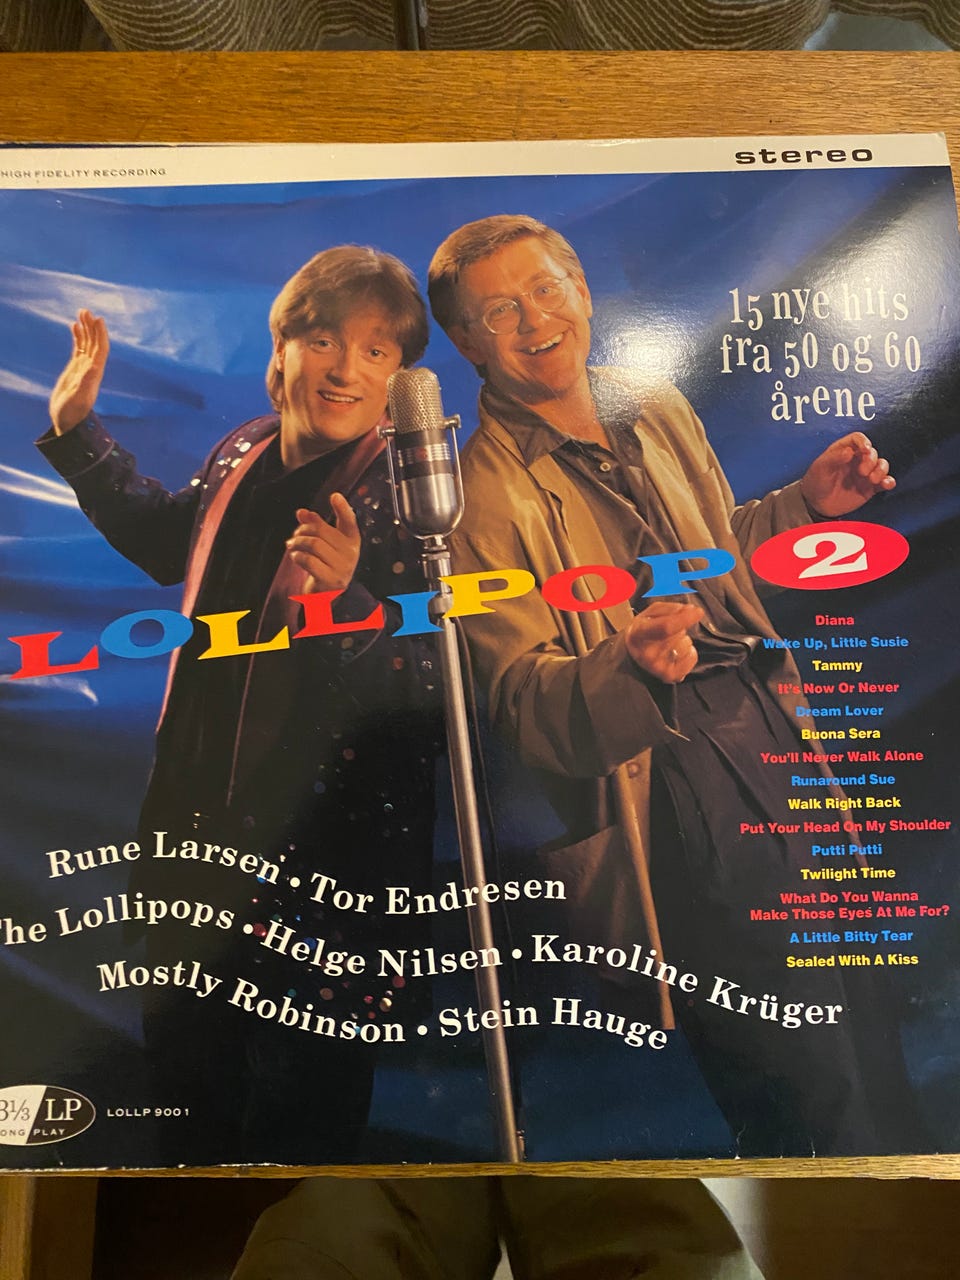 HIGH FIDELITY RECORDING
stereo
15 nye hits
fra 50 og 60
årene
LOLLIPOP 2
Diana
Wake Up, Little Susie
Tammy
It's Now Or Never
Dream Lover
Buona Sera
You'll Never Walk Alone
Runaround Sue
Walk Right Back
Put Your Head On My Shoulder
Putti Putti
Twilight Time
What Do You Wanna
Make Those Eyes At Me For?
A Little Bitty Tear
Sealed With A Kiss
Rune Larsen • Tor Endresen
The Lollipops • Helge Nilsen • Karoline Krüger
Mostly Robinson • Stein Hauge
3⅓ LP
ONG PLAY
LOLLP 9001